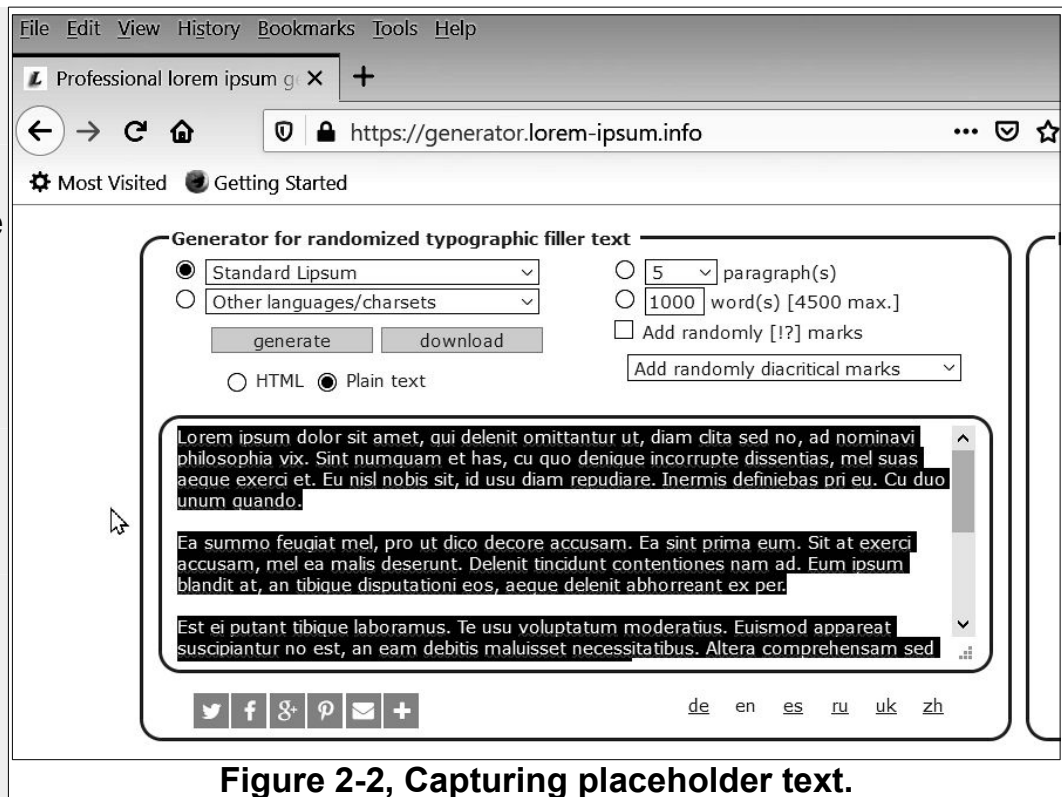 File Edit View History Bookmarks Tools Help
Professional lorem ipsum g
https://generator.lorem-ipsum.info
Most Visited Getting Started
Generator for randomized typographic filler text
Standard Lipsum
5 paragraph(s)
Other languages/charsets
1000 word(s) [4500 max.]
Add randomly [!?] marks
generate download
Add randomly diacritical marks
HTML Plain text
Lorem ipsum dolor sit amet, qui delenit omittantur ut, diam clita sed no, ad nominavi
philosophia vix. Sint numquam et has, cu quo denique incorrupte dissentias, mel suas
aeque exerci et. Eu nisl nobis sit, id usu diam repudiare. Inermis definiebas pri eu. Cu duo
unum quando.
Ea summo feugiat mel, pro ut dico decore accusam. Ea sint prima eum. Sit at exerci
accusam, mel ea malis deserunt. Delenit tincidunt contentiones nam ad. Eum ipsum
blandit at, an tibique disputationi eos, aeque delenit abhorreant ex per.
Est ei putant tibique laboramus. Te usu voluptatum moderatius. Euismod appareat
suscipiantur no est, an eam debitis maluisset necessitatibus. Altera comprehensam sed
de en es ru uk zh
Figure 2-2, Capturing placeholder text.